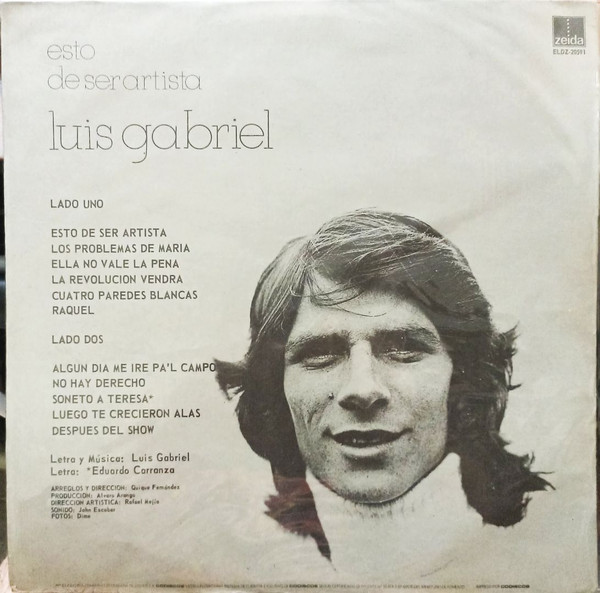 esto
de ser artista
luis gabriel
zeida
LADO UNO
ESTO DE SER ARTISTA
LOS PROBLEMAS DE MARIA
ELLA NO VALE LA PENA
LA REVOLUCION VENDRA
CUATRO PAREDES BLANCAS
RAQUEL
LADO DOS
ALGUN DIA ME IRE PA'L CAMPO
NO HAY DERECHO
SONETO A TERESA*
LUEGO TE CRECIERON ALAS
DESPUES DEL SHOW
Letra y Música: Luis Gabriel
Letra: *Eduardo Carranza
ARREGLOS Y DIRECCION: Quique Fernández
PRODUCCION: Alvaro Arango
DIRECCION ARTISTICA: Rafael Mejía
SONIDO: John Escobar
FOTOS: Dimo